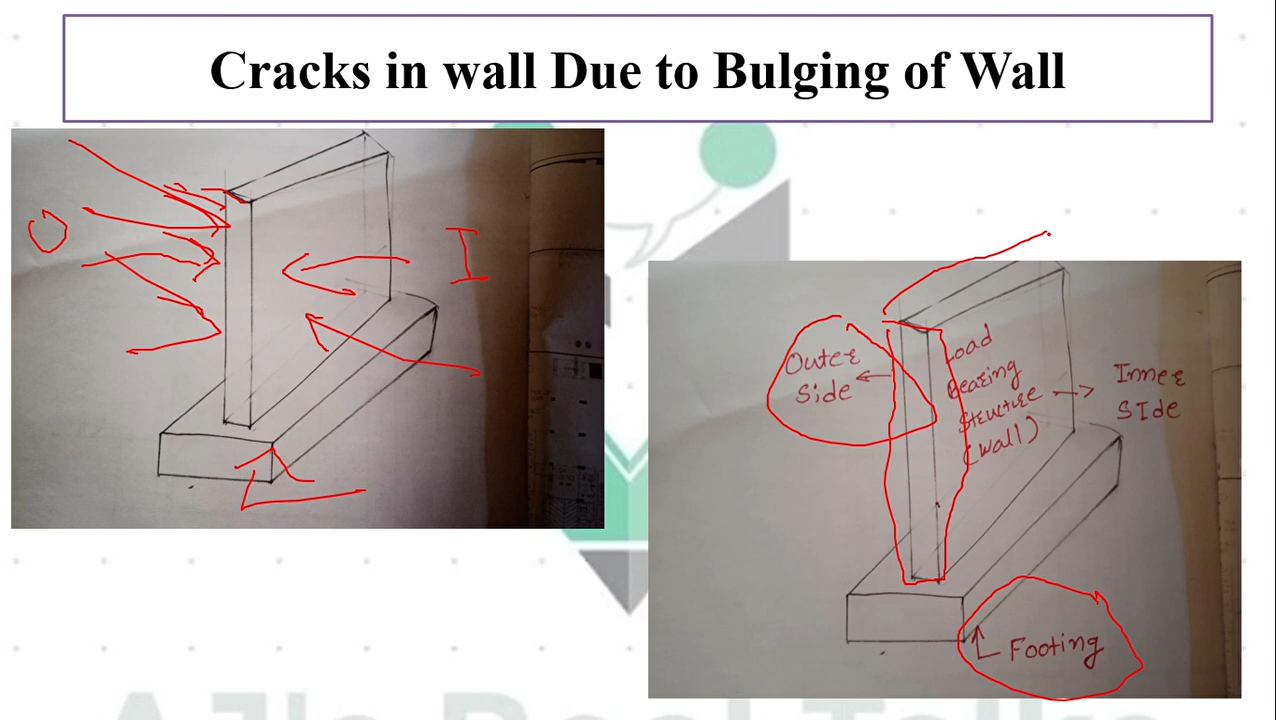 Cracks in wall Due to Bulging of Wall
O
I
Outer
Side
Load
Bearing
Structure
(Wall)
Inner
SIde
Footing